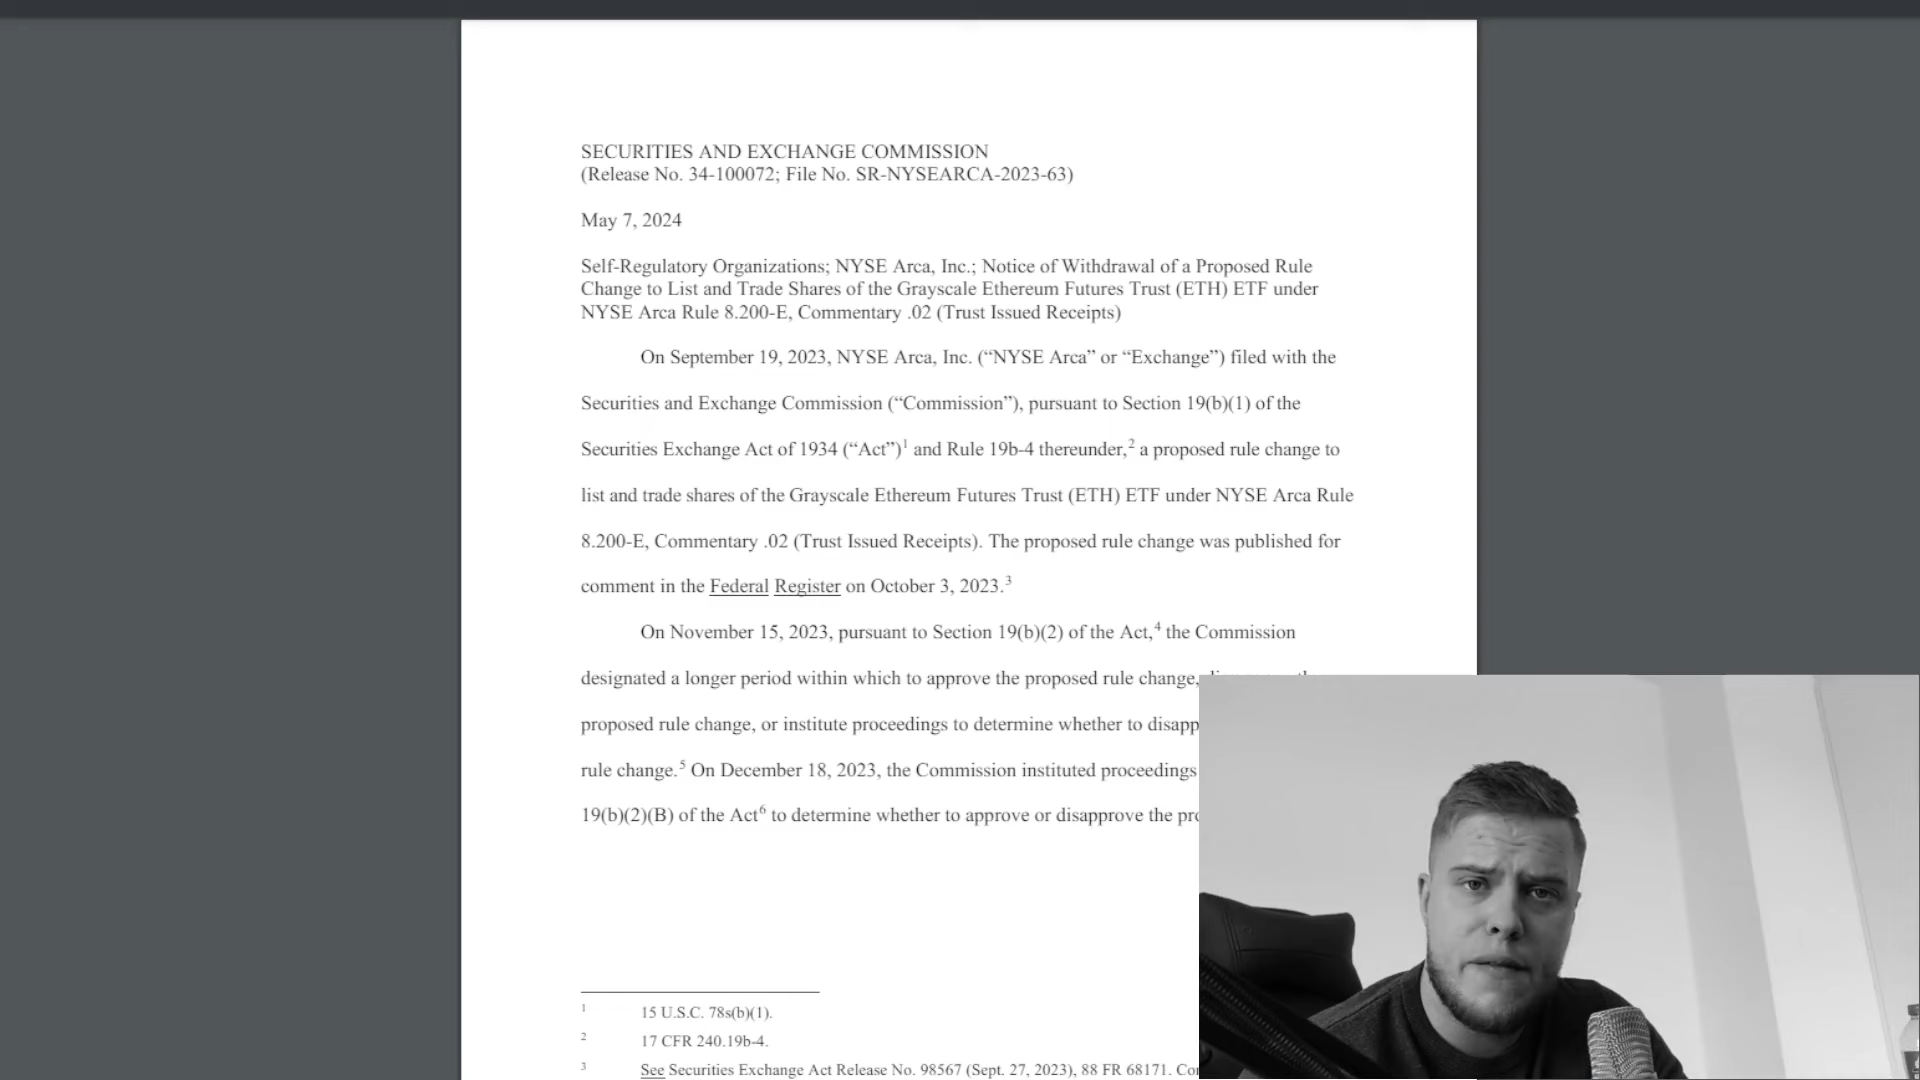 SECURITIES AND EXCHANGE COMMISSION
(Release No. 34-100072; File No. SR-NYSEARCA-2023-63)
May 7, 2024
Self-Regulatory Organizations; NYSE Arca, Inc.; Notice of Withdrawal of a Proposed Rule
Change to List and Trade Shares of the Grayscale Ethereum Futures Trust (ETH) ETF under
NYSE Arca Rule 8.200-E, Commentary .02 (Trust Issued Receipts)
On September 19, 2023, NYSE Arca, Inc. (“NYSE Arca” or “Exchange”) filed with the
Securities and Exchange Commission (“Commission”), pursuant to Section 19(b)(1) of the
Securities Exchange Act of 1934 (“Act”)1 and Rule 19b-4 thereunder,2 a proposed rule change to
list and trade shares of the Grayscale Ethereum Futures Trust (ETH) ETF under NYSE Arca Rule
8.200-E, Commentary .02 (Trust Issued Receipts). The proposed rule change was published for
comment in the Federal Register on October 3, 2023.3
On November 15, 2023, pursuant to Section 19(b)(2) of the Act,4 the Commission
designated a longer period within which to approve the proposed rule change,
proposed rule change, or institute proceedings to determine whether to disapp
rule change.5 On December 18, 2023, the Commission instituted proceedings
19(b)(2)(B) of the Act6 to determine whether to approve or disapprove the pro
1 15 U.S.C. 78s(b)(1).
2 17 CFR 240.19b-4.
3 See Securities Exchange Act Release No. 98567 (Sept. 27, 2023), 88 FR 68171. Co